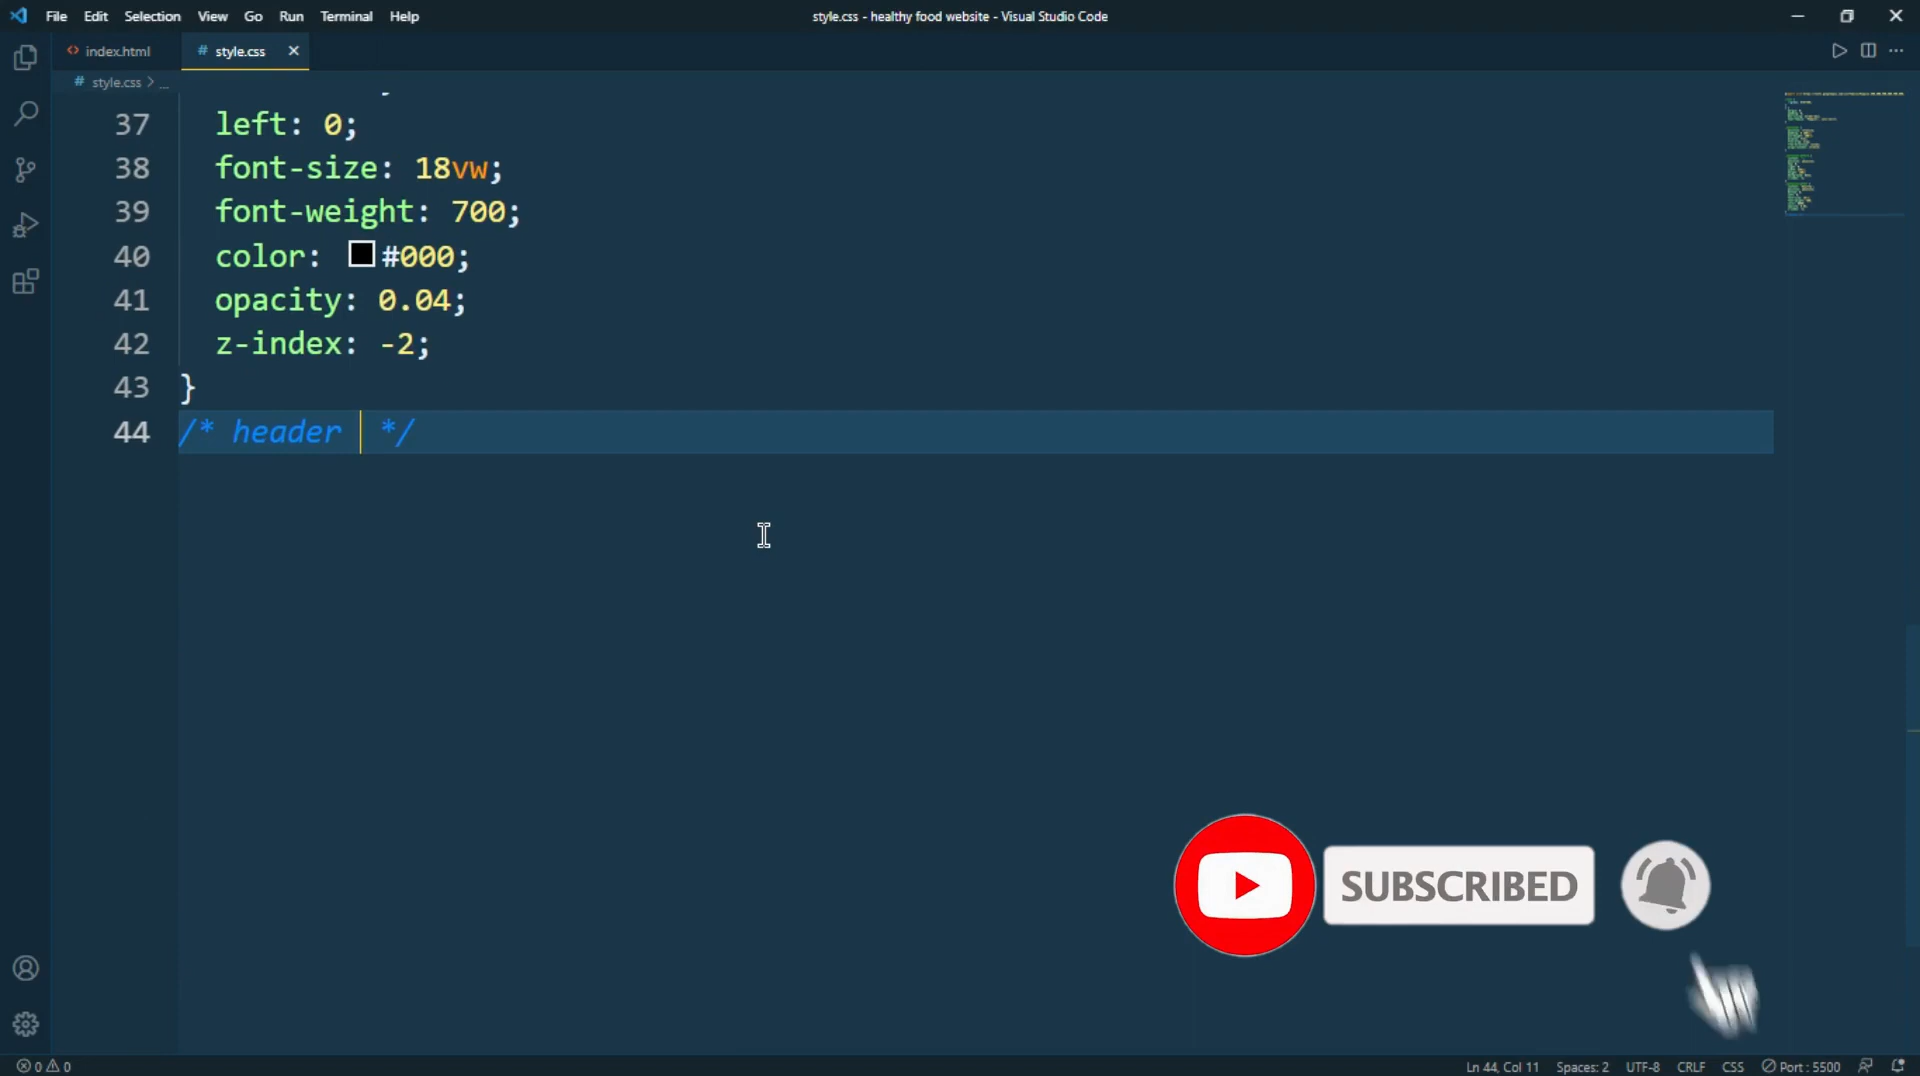 File Edit Selection View Go Run Terminal Help
style.css - healthy food website - Visual Studio Code
index.html
# style.css
# style.css > ...
37 left: 0;
38 font-size: 18vw;
39 font-weight: 700;
40 color: #000;
41 opacity: 0.04;
42 z-index: -2;
43 }
44 /* header  */
SUBSCRIBED
0 0
Ln 44, Col 11 Spaces: 2 UTF-8 CRLF CSS Port : 5500